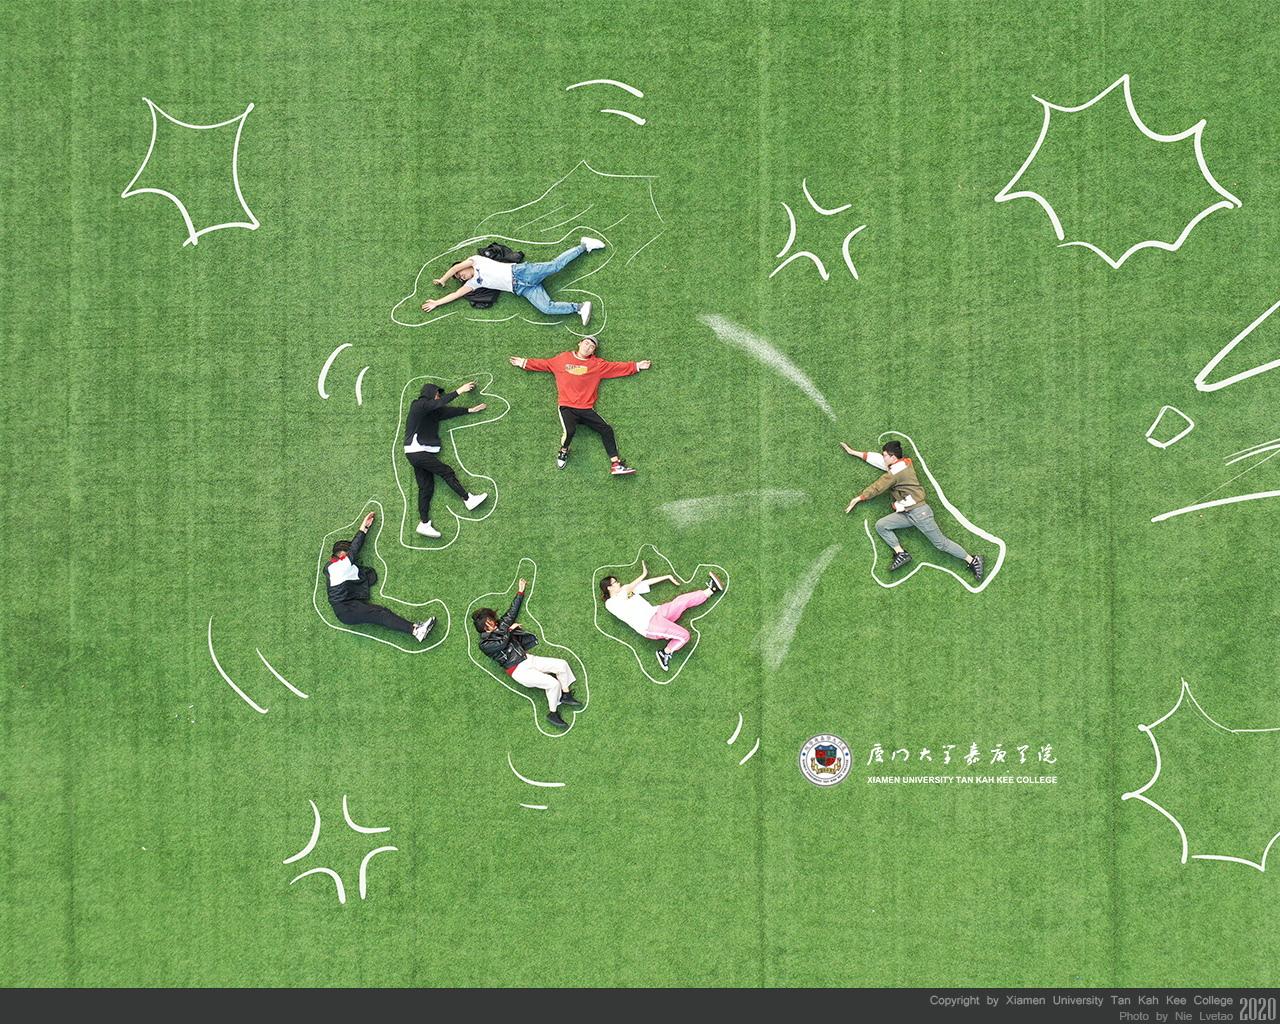 厦门大学嘉庚学院
XIAMEN UNIVERSITY TAN KAH KEE COLLEGE
Copyright by Xiamen University Tan Kah Kee College
Photo by Nie Lvetao
2020